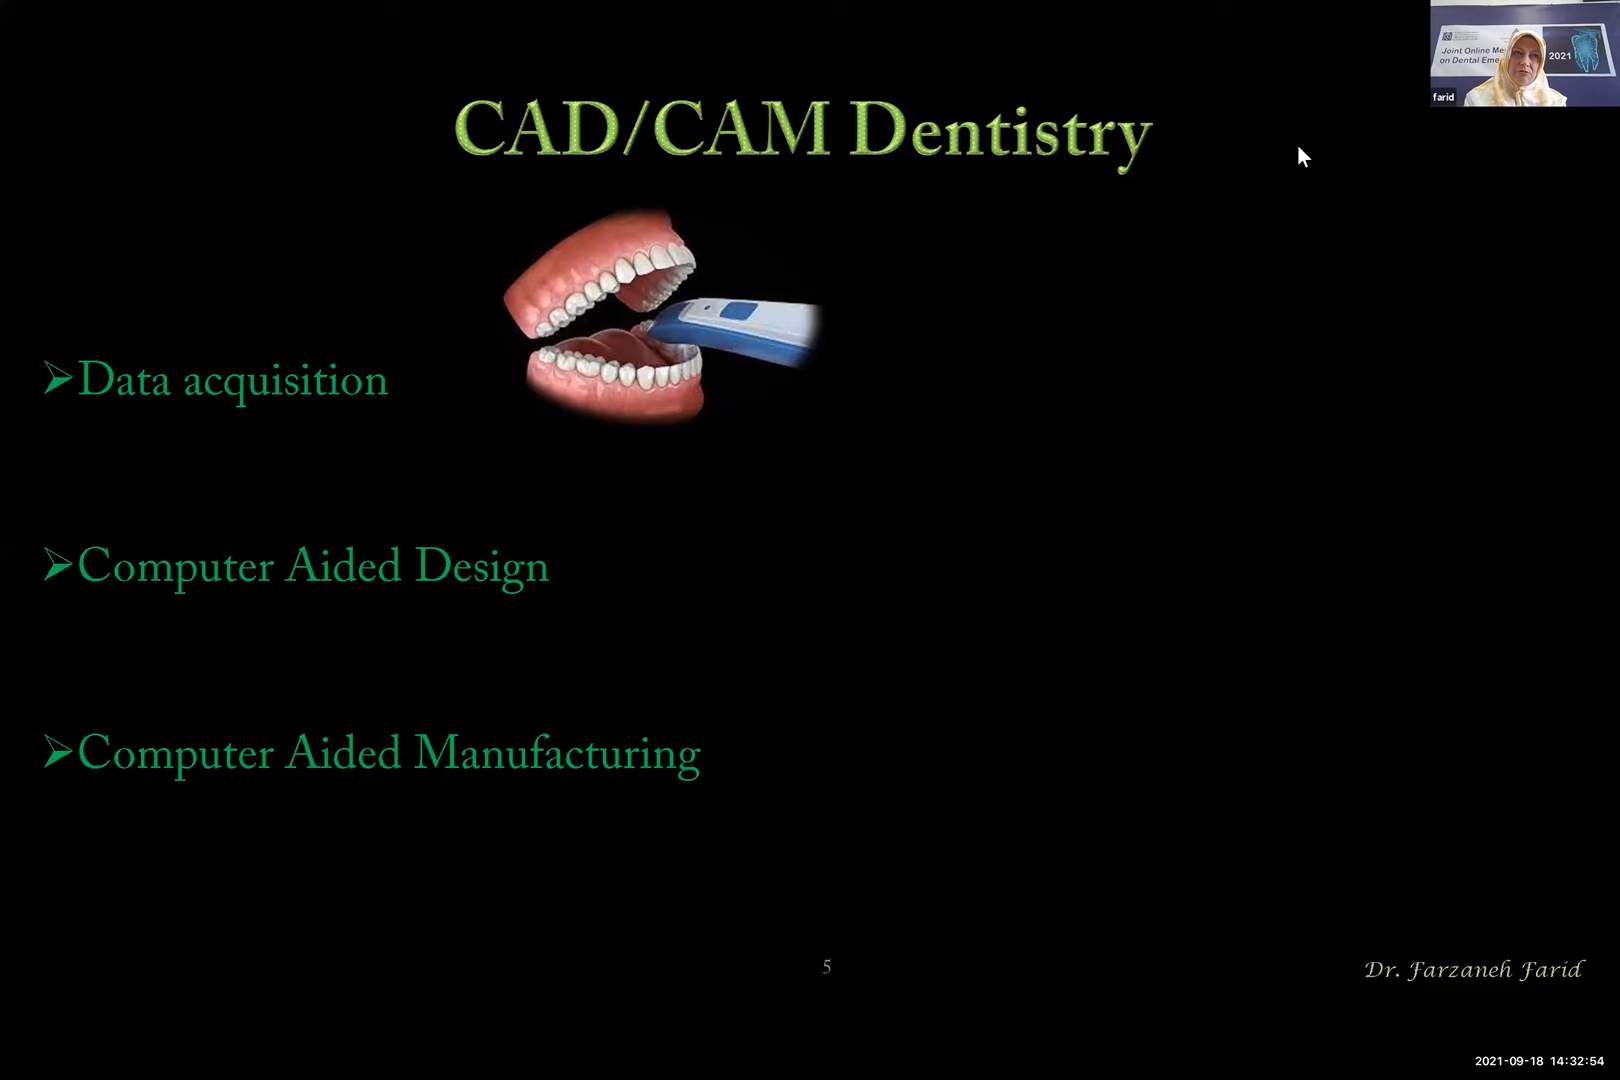 Joint Online Me
on Dental Eme
2021
farid
CAD/CAM Dentistry
➢Data acquisition
➢Computer Aided Design
➢Computer Aided Manufacturing
5
Dr. Farzaneh Farid
2021-09-18 14:32:54